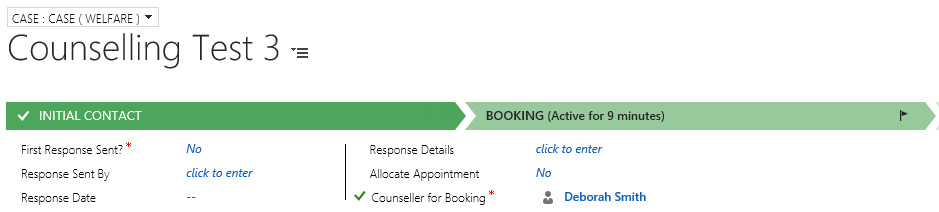 CASE : CASE ( WELFARE )
Counselling Test 3
INITIAL CONTACT
BOOKING (Active for 9 minutes)
First Response Sent? * No
Response Sent By click to enter
Response Date --
Response Details click to enter
Allocate Appointment No
Counseller for Booking * Deborah Smith